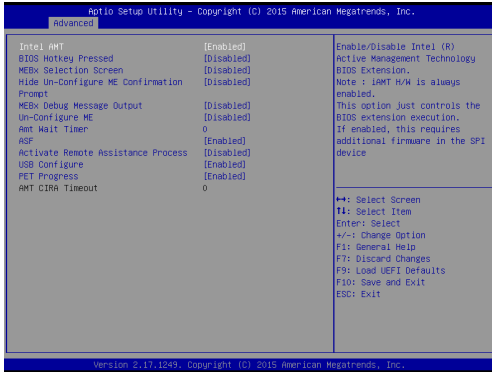 Aptio Setup Utility – Copyright (C) 2015 American Megatrends, Inc.
Advanced
Intel AMT [Enabled]
BIOS Hotkey Pressed [Disabled]
MEBx Selection Screen [Disabled]
Hide Un-Configure ME Confirmation [Disabled]
Prompt
MEBx Debug Message Output [Disabled]
Un-Configure ME [Disabled]
Amt Wait Timer 0
ASF [Enabled]
Activate Remote Assistance Process [Disabled]
USB Configure [Enabled]
PET Progress [Enabled]
AMT CIRA Timeout 0
Enable/Disable Intel (R)
Active Management Technology
BIOS Extension.
Note : iAMT H/W is always
enabled.
This option just controls the
BIOS extension execution.
If enabled, this requires
additional firmware in the SPI
device
↔: Select Screen
↑↓: Select Item
Enter: Select
+/-: Change Option
F1: General Help
F7: Discard Changes
F9: Load UEFI Defaults
F10: Save and Exit
ESC: Exit
Version 2.17.1249. Copyright (C) 2015 American Megatrends, Inc.